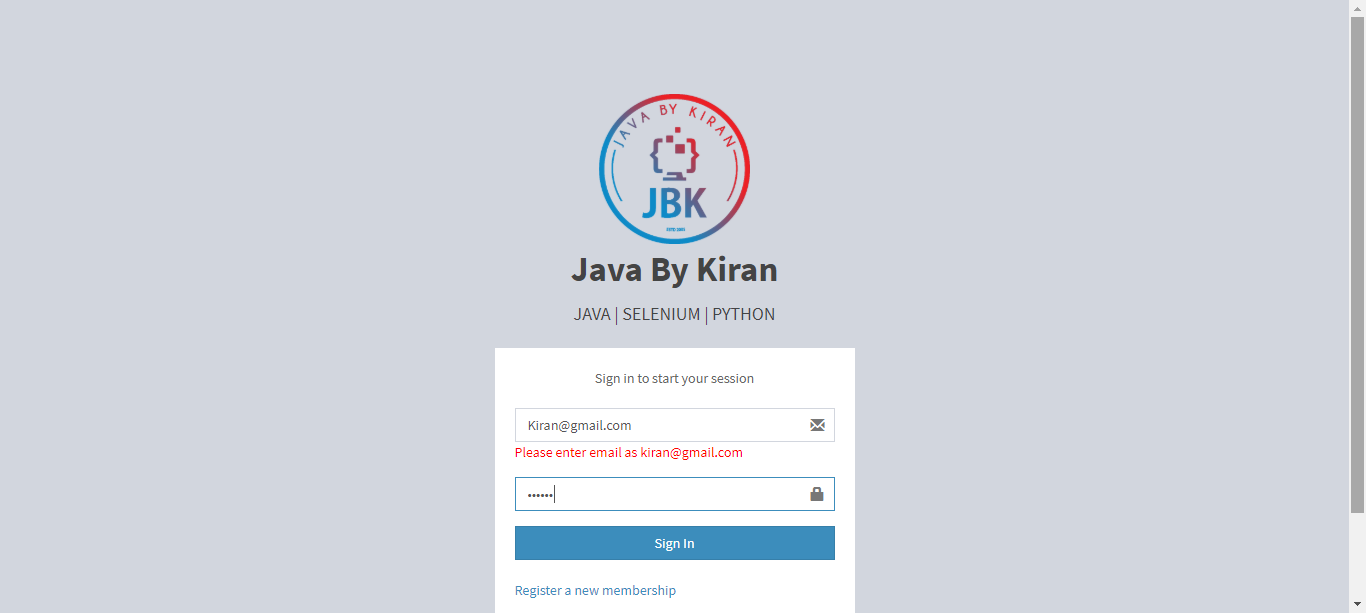 JAVA BY KIRAN
JBK
Java By Kiran
JAVA | SELENIUM | PYTHON
Sign in to start your session
Kiran@gmail.com
Please enter email as kiran@gmail.com
••••••
Sign In
Register a new membership